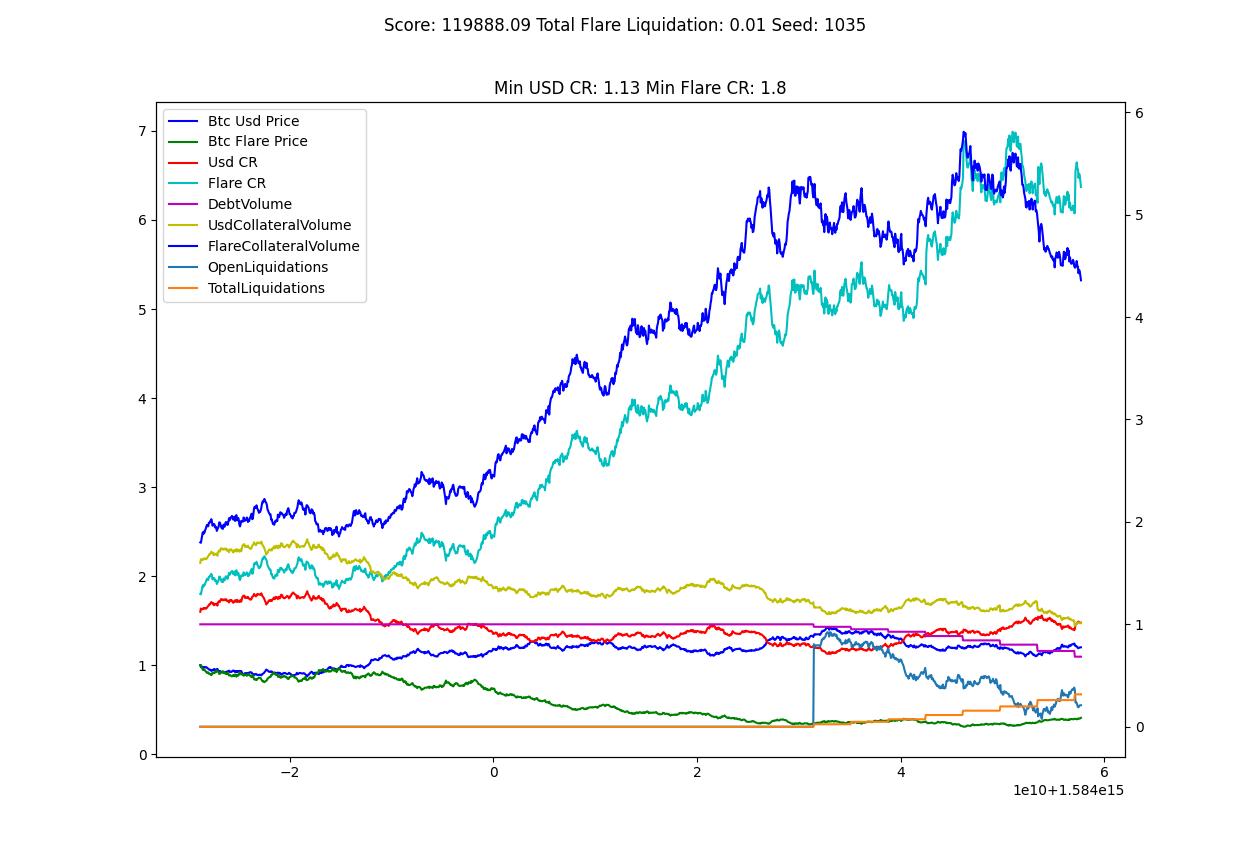 Score: 119888.09 Total Flare Liquidation: 0.01 Seed: 1035
Min USD CR: 1.13 Min Flare CR: 1.8
Btc Usd Price
Btc Flare Price
Usd CR
Flare CR
DebtVolume
UsdCollateralVolume
FlareCollateralVolume
OpenLiquidations
TotalLiquidations
7
6
5
4
3
2
1
0
6
5
4
3
2
1
0
−2
0
2
4
6
1e10+1.584e15